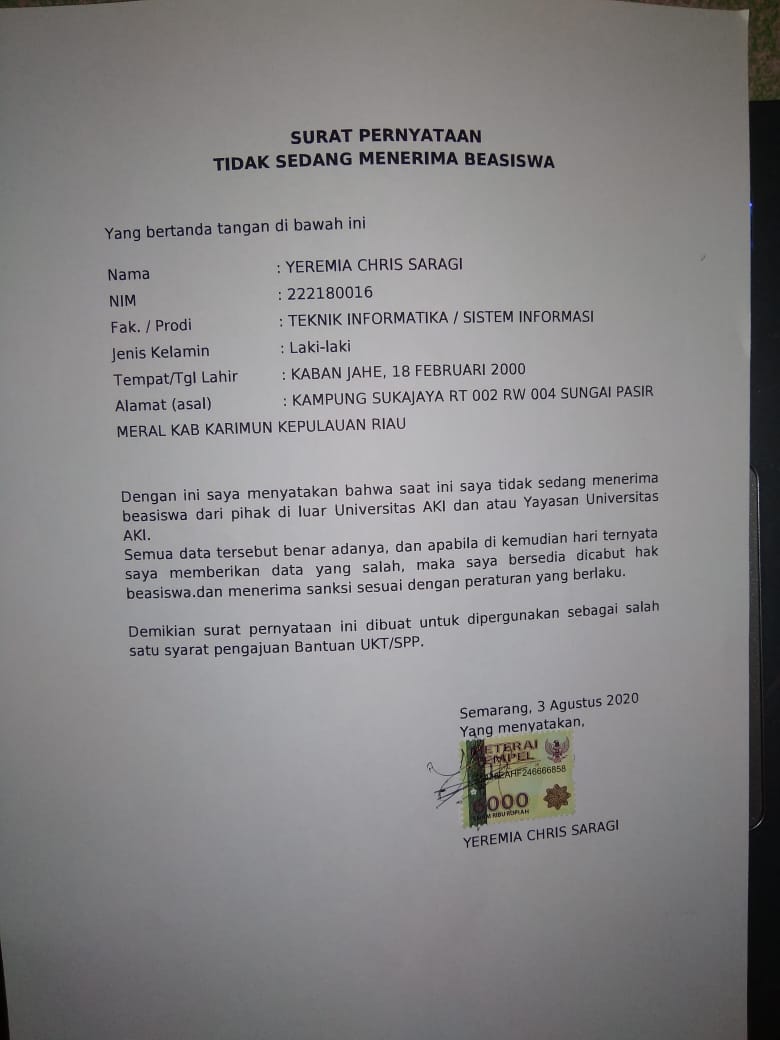 SURAT PERNYATAAN
TIDAK SEDANG MENERIMA BEASISWA
Yang bertanda tangan di bawah ini
Nama : YEREMIA CHRIS SARAGI
NIM : 222180016
Fak. / Prodi : TEKNIK INFORMATIKA / SISTEM INFORMASI
Jenis Kelamin : Laki-laki
Tempat/Tgl Lahir : KABAN JAHE, 18 FEBRUARI 2000
Alamat (asal) : KAMPUNG SUKAJAYA RT 002 RW 004 SUNGAI PASIR
MERAL KAB KARIMUN KEPULAUAN RIAU
Dengan ini saya menyatakan bahwa saat ini saya tidak sedang menerima
beasiswa dari pihak di luar Universitas AKI dan atau Yayasan Universitas
AKI.
Semua data tersebut benar adanya, dan apabila di kemudian hari ternyata
saya memberikan data yang salah, maka saya bersedia dicabut hak
beasiswa.dan menerima sanksi sesuai dengan peraturan yang berlaku.
Demikian surat pernyataan ini dibuat untuk dipergunakan sebagai salah
satu syarat pengajuan Bantuan UKT/SPP.
Semarang, 3 Agustus 2020
Yang menyatakan,
METERAI
TEMPEL
6000
ENAM RIBU RUPIAH
YEREMIA CHRIS SARAGI